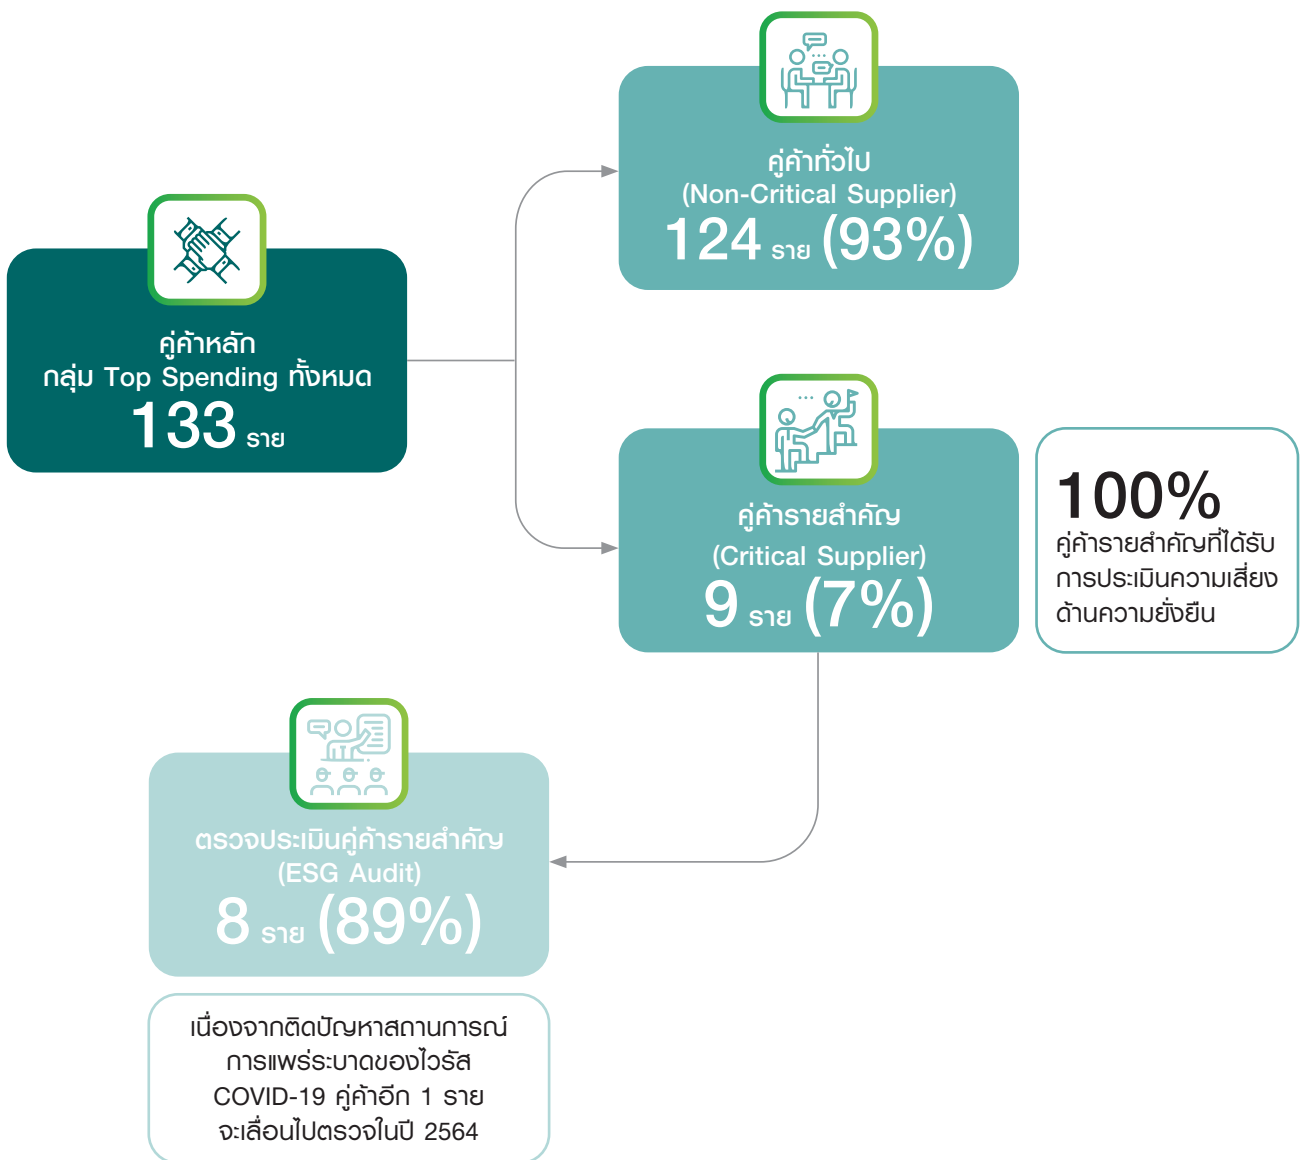 คู่ค้าหลัก
กลุ่ม Top Spending ทั้งหมด
133 ราย
คู่ค้าทั่วไป
(Non-Critical Supplier)
124 ราย (93%)
คู่ค้ารายสำคัญ
(Critical Supplier)
9 ราย (7%)
100%
คู่ค้ารายสำคัญที่ได้รับ
การประเมินความเสี่ยง
ด้านความยั่งยืน
ตรวจประเมินคู่ค้ารายสำคัญ
(ESG Audit)
8 ราย (89%)
เนื่องจากติดปัญหาสถานการณ์
การแพร่ระบาดของไวรัส
COVID-19 คู่ค้าอีก 1 ราย
จะเลื่อนไปตรวจในปี 2564